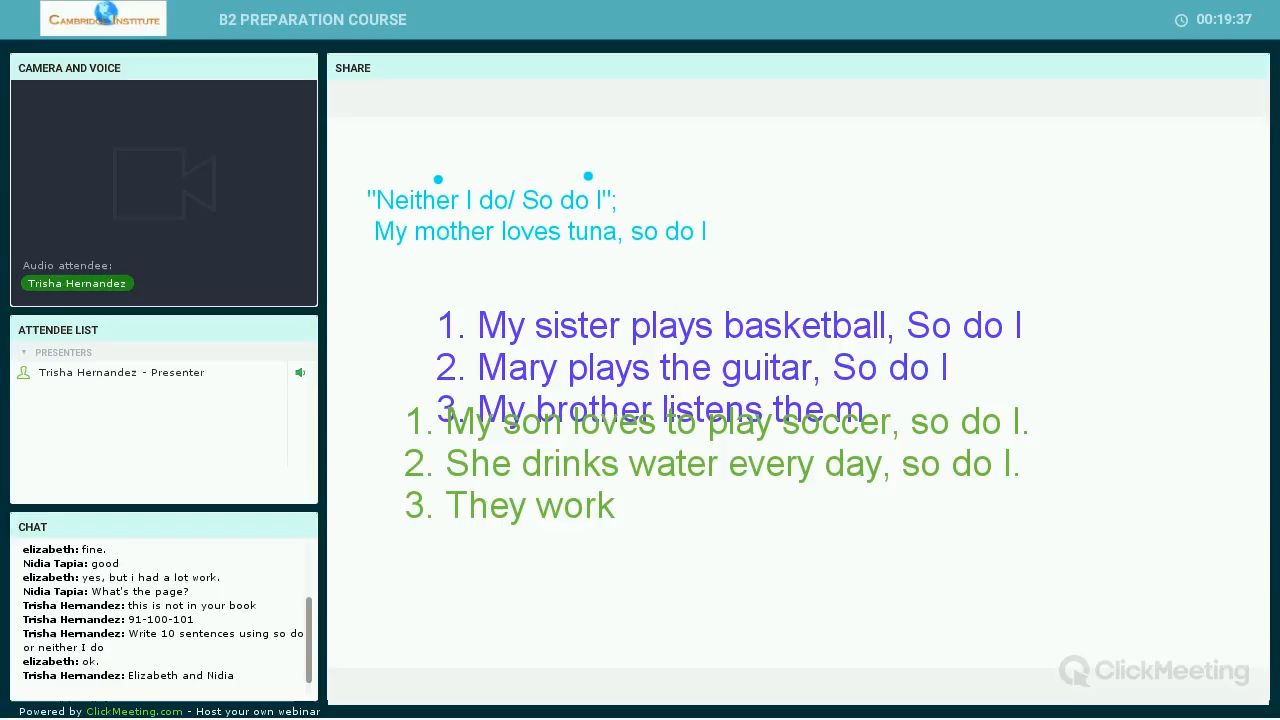 CAMBRIDGE INSTITUTE
B2 PREPARATION COURSE
00:19:37
CAMERA AND VOICE
Audio attendee:
Trisha Hernandez
ATTENDEE LIST
PRESENTERS
Trisha Hernandez - Presenter
CHAT
elizabeth: fine.
Nidia Tapia: good
elizabeth: yes, but i had a lot work.
Nidia Tapia: What's the page?
Trisha Hernandez: this is not in your book
Trisha Hernandez: 91-100-101
Trisha Hernandez: Write 10 sentences using so do
or neither I do
elizabeth: ok.
Trisha Hernandez: Elizabeth and Nidia
Powered by ClickMeeting.com - Host your own webinar
SHARE
"Neither I do/ So do I";
My mother loves tuna, so do I
1. My sister plays basketball, So do I
2. Mary plays the guitar, So do I
3. My brother listens the m
1. My son loves to play soccer, so do I.
2. She drinks water every day, so do I.
3. They work
ClickMeeting